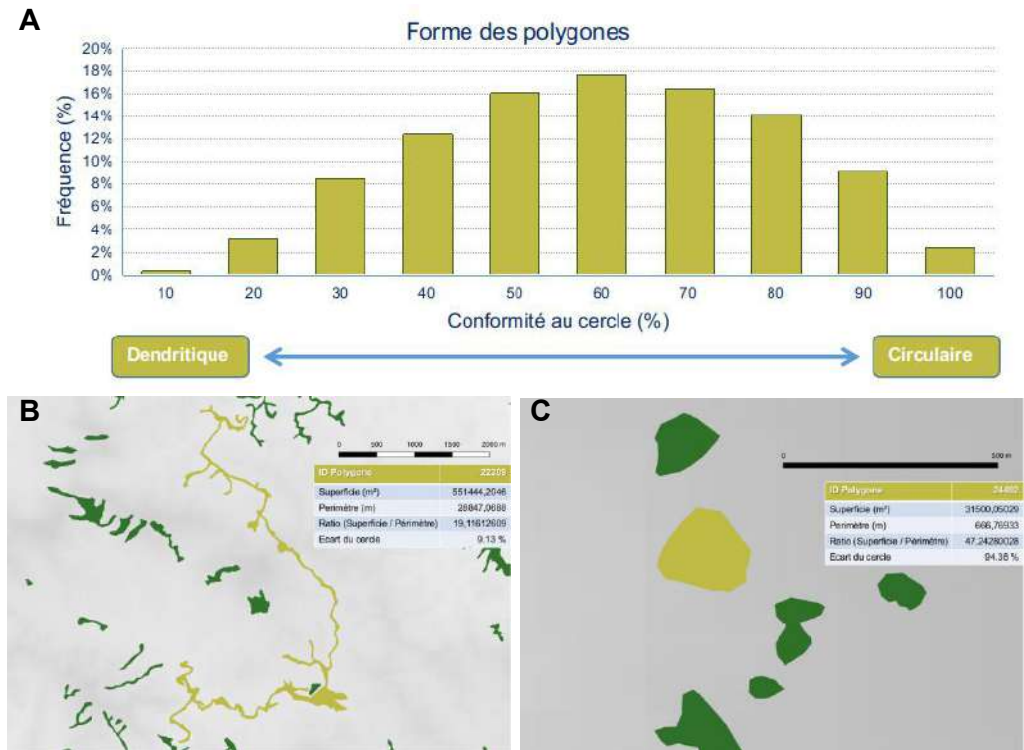 A
Forme des polygones
Fréquence (%)
20%
18%
16%
14%
12%
10%
8%
6%
4%
2%
0%
10 20 30 40 50 60 70 80 90 100
Conformité au cercle (%)
Dendritique Circulaire
B
0 500 1000 1500 2000 m
ID Polygone
Superficie (m²) 551444,2046
Perimètre (m) 28847,0688
Ratio (Superficie / Périmètre) 19,11612609
Ecart du cercle 9,13 %
C
0 500 m
ID Polygone
Superficie (m²) 31500,05029
Perimètre (m) 666,76933
Ratio (Superficie / Périmètre) 47,24280028
Ecart du cercle 94,38 %